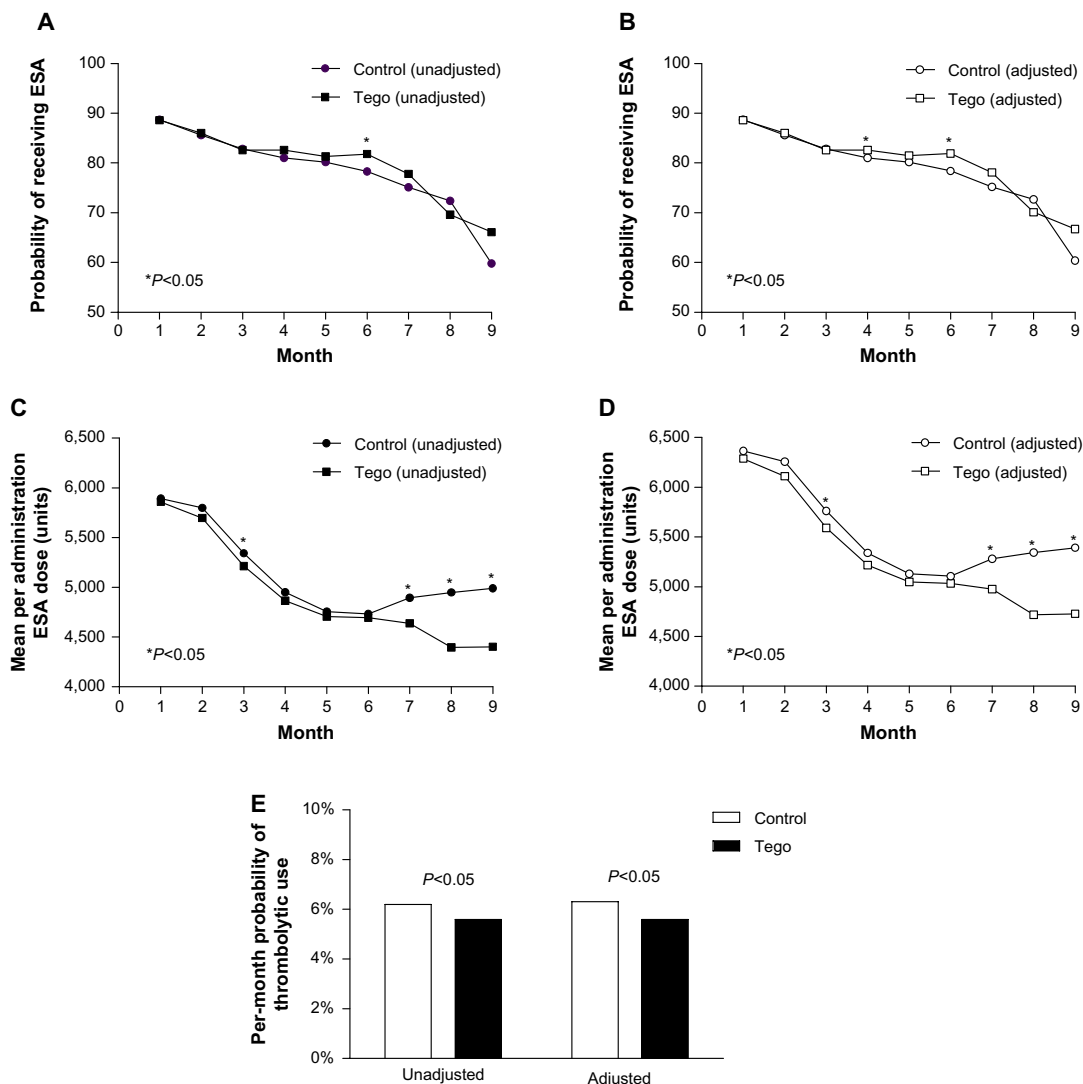 A
Probability of receiving ESA
100
90
80
70
60
50
Control (unadjusted)
Tego (unadjusted)
*
*P<0.05
0 1 2 3 4 5 6 7 8 9
Month
B
Probability of receiving ESA
100
90
80
70
60
50
Control (adjusted)
Tego (adjusted)
* *
*P<0.05
0 1 2 3 4 5 6 7 8 9
Month
C
Mean per administration
ESA dose (units)
6,500
6,000
5,500
5,000
4,500
4,000
Control (unadjusted)
Tego (unadjusted)
* * * *
*P<0.05
0 1 2 3 4 5 6 7 8 9
Month
D
Mean per administration
ESA dose (units)
6,500
6,000
5,500
5,000
4,500
4,000
Control (adjusted)
Tego (adjusted)
* * * *
*P<0.05
0 1 2 3 4 5 6 7 8 9
Month
E
Per-month probability of
thrombolytic use
10%
8%
6%
4%
2%
0%
Control
Tego
P<0.05 P<0.05
Unadjusted Adjusted